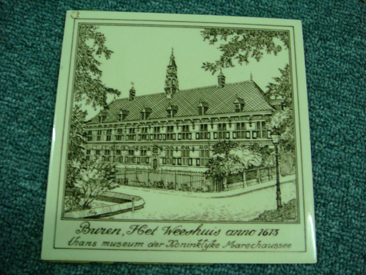 Buren, Het Weeshuis anno 1613
thans museum der Koninklijke Marechaussee